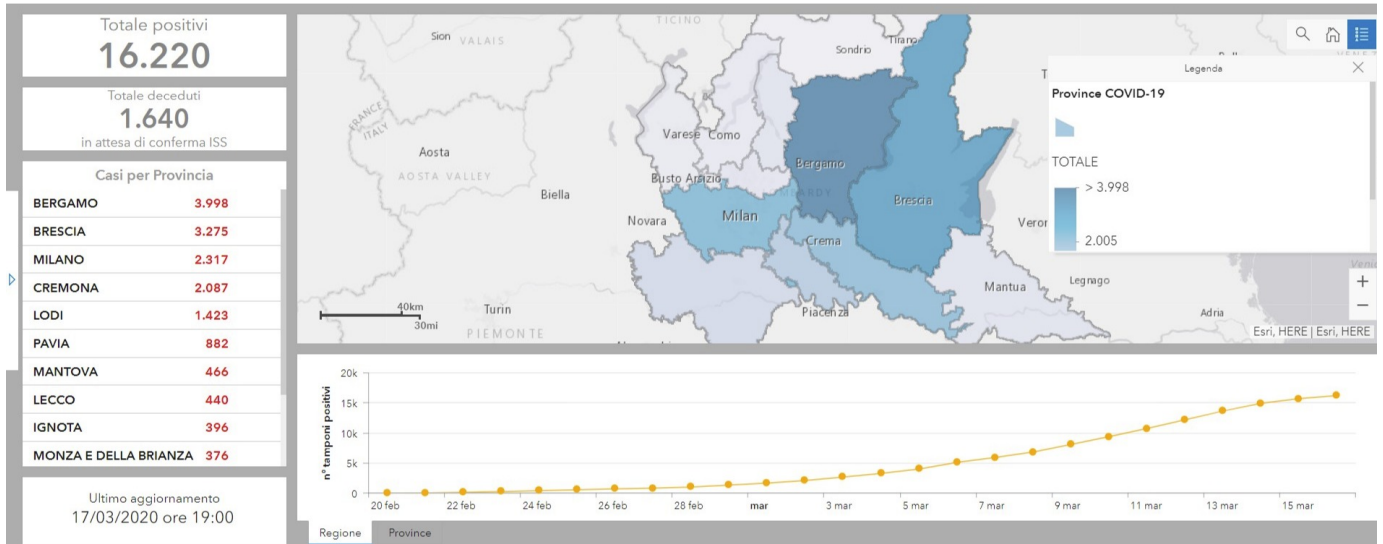 Totale positivi
16.220
Totale deceduti
1.640
in attesa di conferma ISS
Casi per Provincia
BERGAMO 3.998
BRESCIA 3.275
MILANO 2.317
CREMONA 2.087
LODI 1.423
PAVIA 882
MANTOVA 466
LECCO 440
IGNOTA 396
MONZA E DELLA BRIANZA 376
Ultimo aggiornamento
17/03/2020 ore 19:00
TICINO
Sion VALAIS
Sondrio
Tirano
FRANCE
ITALY
Aosta
AOSTA VALLEY
Varese Como
Busto Arsizio
Biella
Novara
Milan
Bergamo
Brescia
Crema
Mantua
Legnago
Piacenza
Adria
Turin
PIEMONTE
40km
30mi
Legenda
Province COVID-19
TOTALE
> 3.998
2.005
+
−
Esri, HERE | Esri, HERE
n° tamponi positivi
20k
15k
10k
5k
0
20 feb 22 feb 24 feb 26 feb 28 feb mar 3 mar 5 mar 7 mar 9 mar 11 mar 13 mar 15 mar
Regione Province